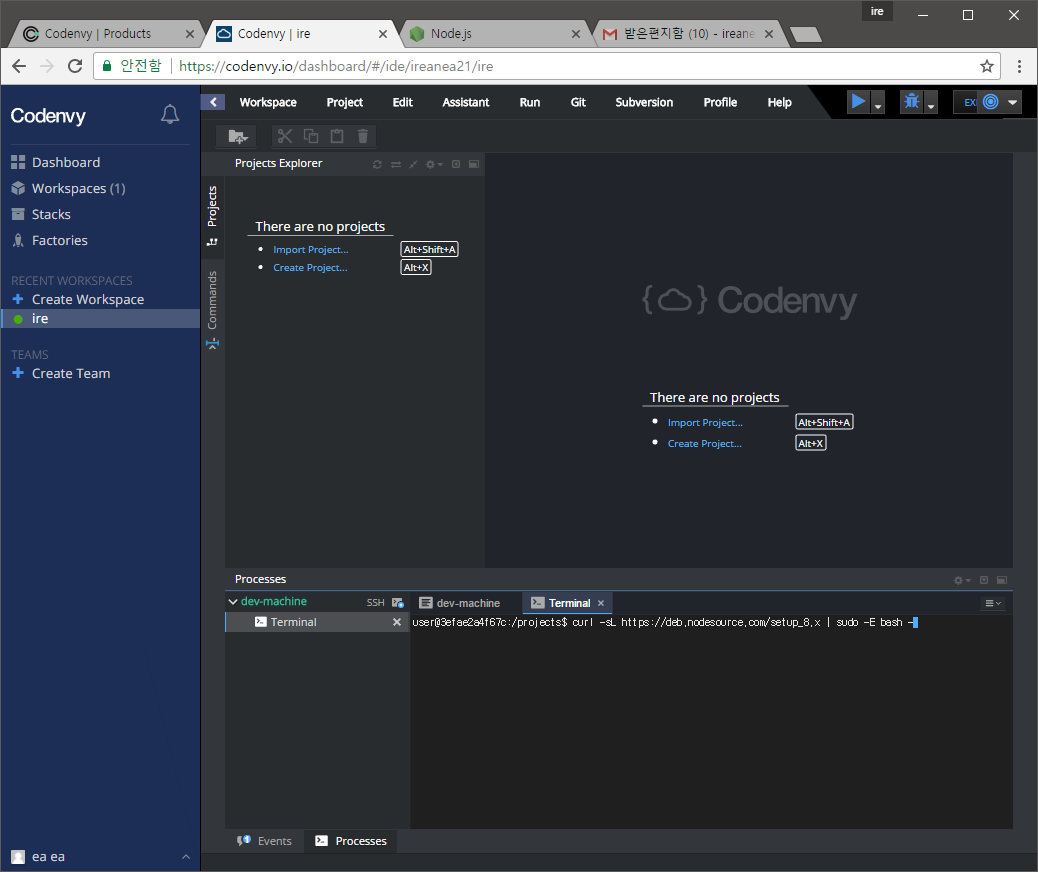 ire
Codenvy | Products
Codenvy | ire
Node.js
받은편지함 (10) - ireane
안전함
https://codenvy.io/dashboard/#/ide/ireanea21/ire
Codenvy
Dashboard
Workspaces (1)
Stacks
Factories
RECENT WORKSPACES
Create Workspace
ire
TEAMS
Create Team
ea ea
Workspace Project Edit Assistant Run Git Subversion Profile Help
EX
Projects Explorer
Projects
Commands
There are no projects
Import Project... Alt+Shift+A
Create Project... Alt+X
{ } Codenvy
There are no projects
Import Project... Alt+Shift+A
Create Project... Alt+X
Processes
dev-machine SSH
Terminal
dev-machine Terminal
user@3efae2a4f67c:/projects$ curl -sL https://deb.nodesource.com/setup_8.x | sudo -E bash -
Events Processes